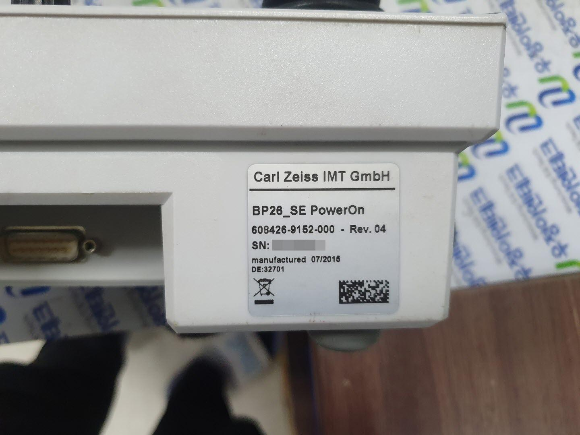 Carl Zeiss IMT GmbH
BP26_SE PowerOn
608426-9152-000 - Rev. 04
SN:
manufactured 07/2016
DE:32701